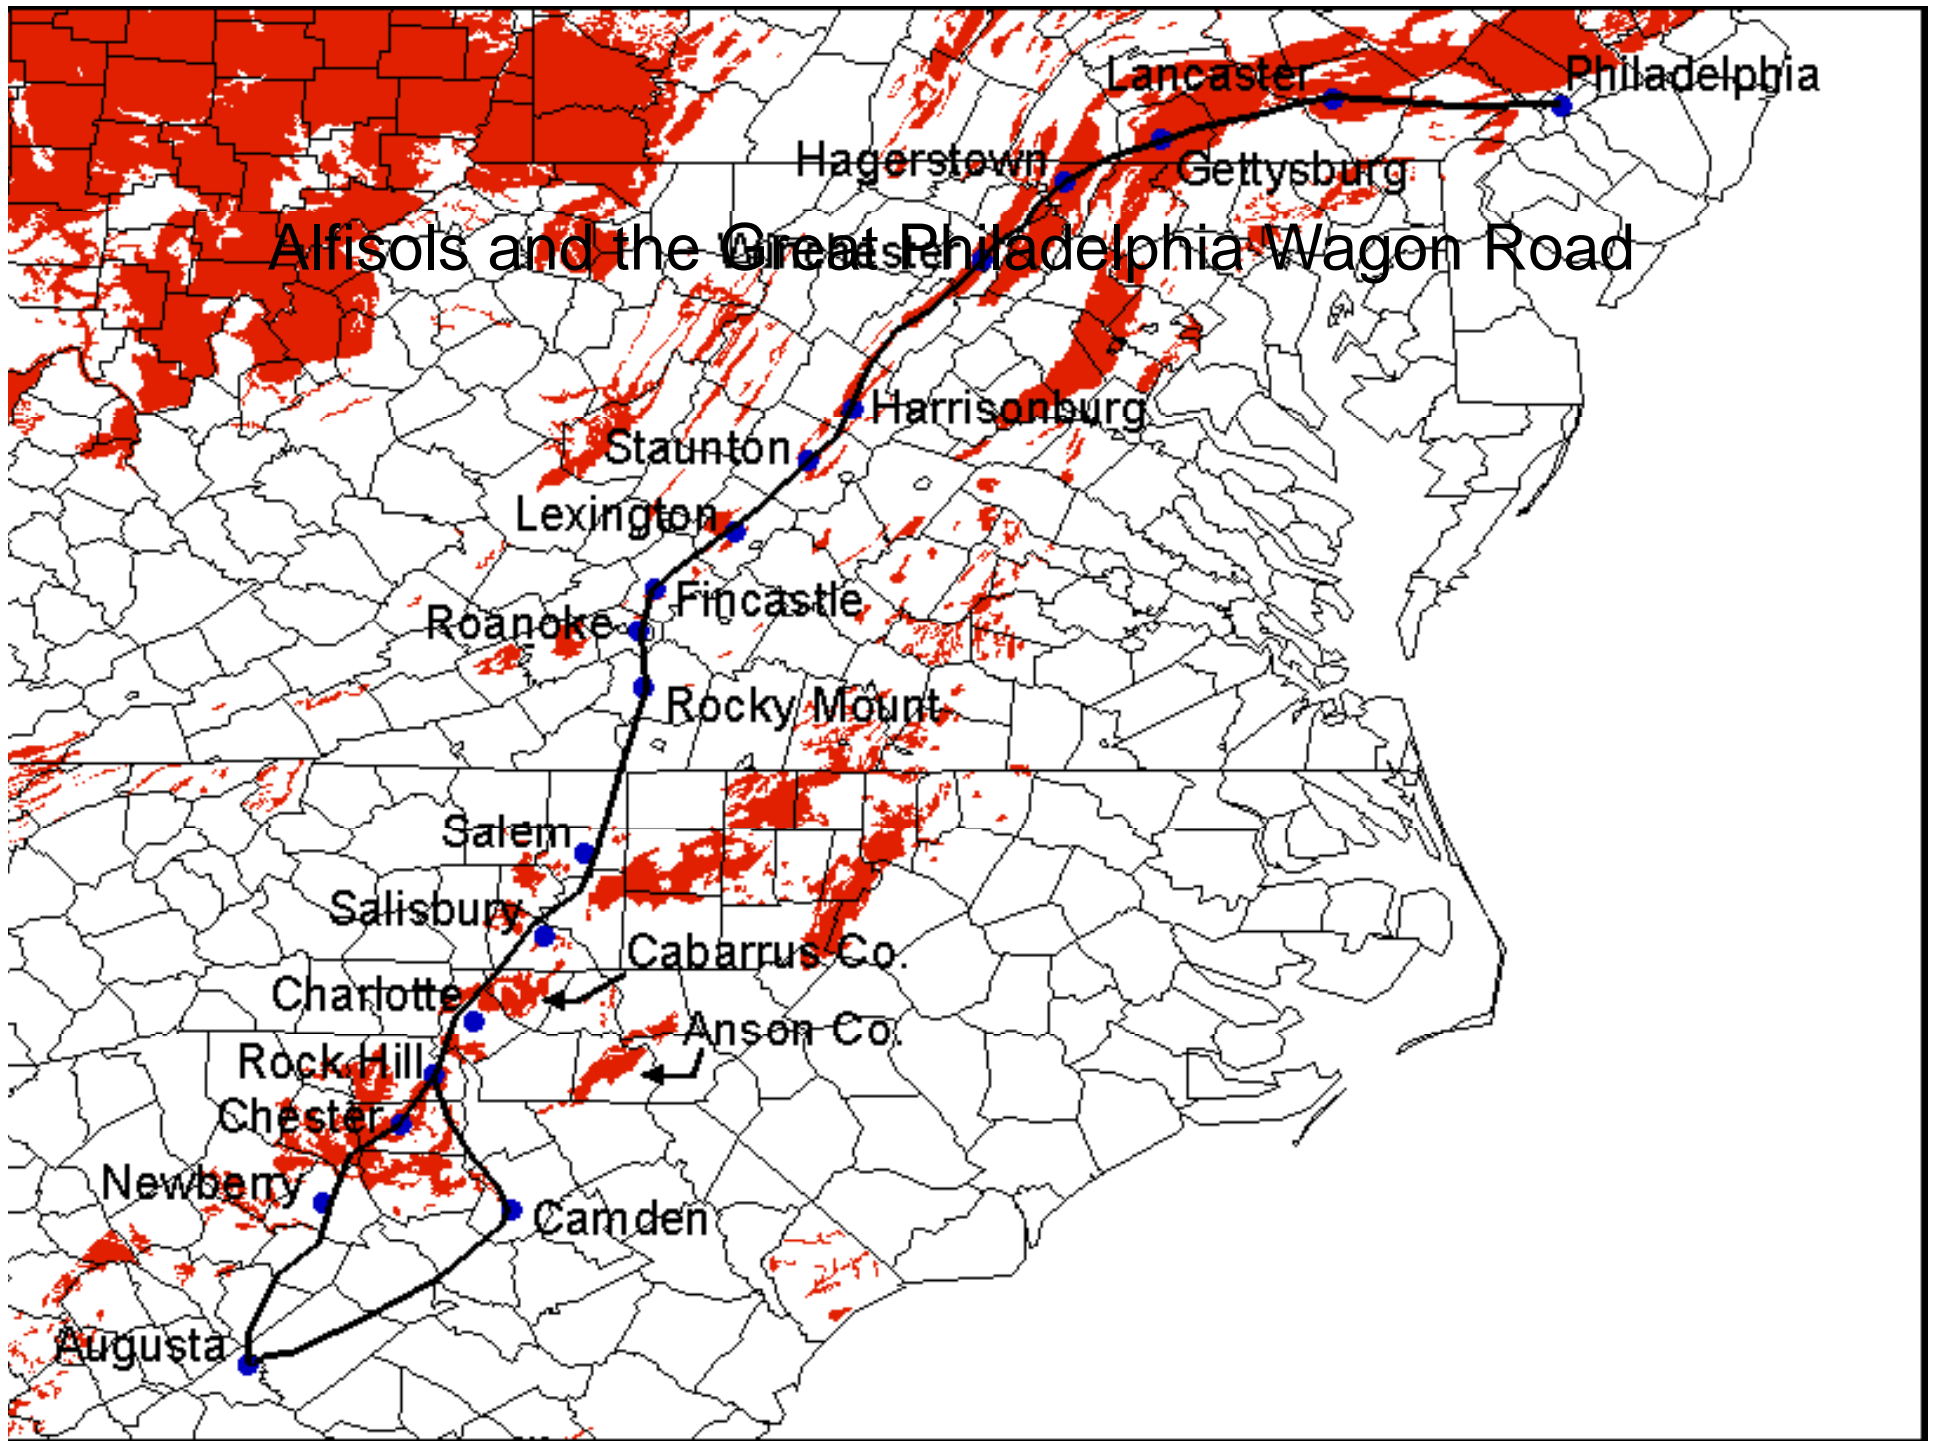 Lancaster
Philadelphia
Hagerstown
Gettysburg
Alfisols and the Great Philadelphia Wagon Road
Winchester
Harrisonburg
Staunton
Lexington
Fincastle
Roanoke
Rocky Mount
Salem
Salisbury
Cabarrus Co.
Charlotte
Anson Co.
Rock Hill
Chester
Newberry
Camden
Augusta